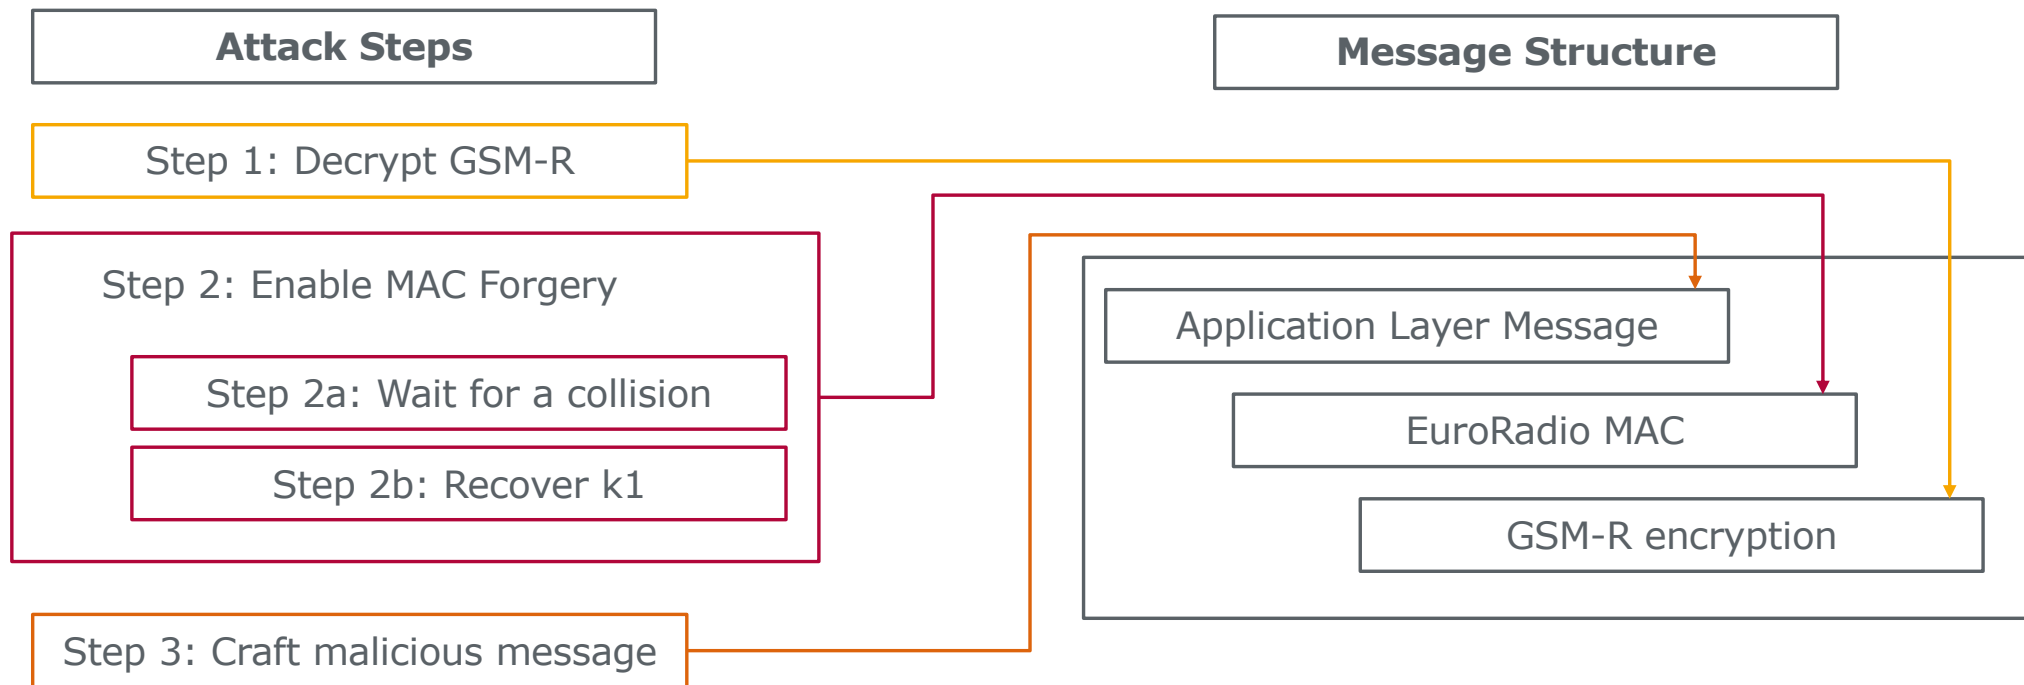 Attack Steps
Message Structure
Step 1: Decrypt GSM-R
Step 2: Enable MAC Forgery
Step 2a: Wait for a collision
Step 2b: Recover k1
Step 3: Craft malicious message
Application Layer Message
EuroRadio MAC
GSM-R encryption